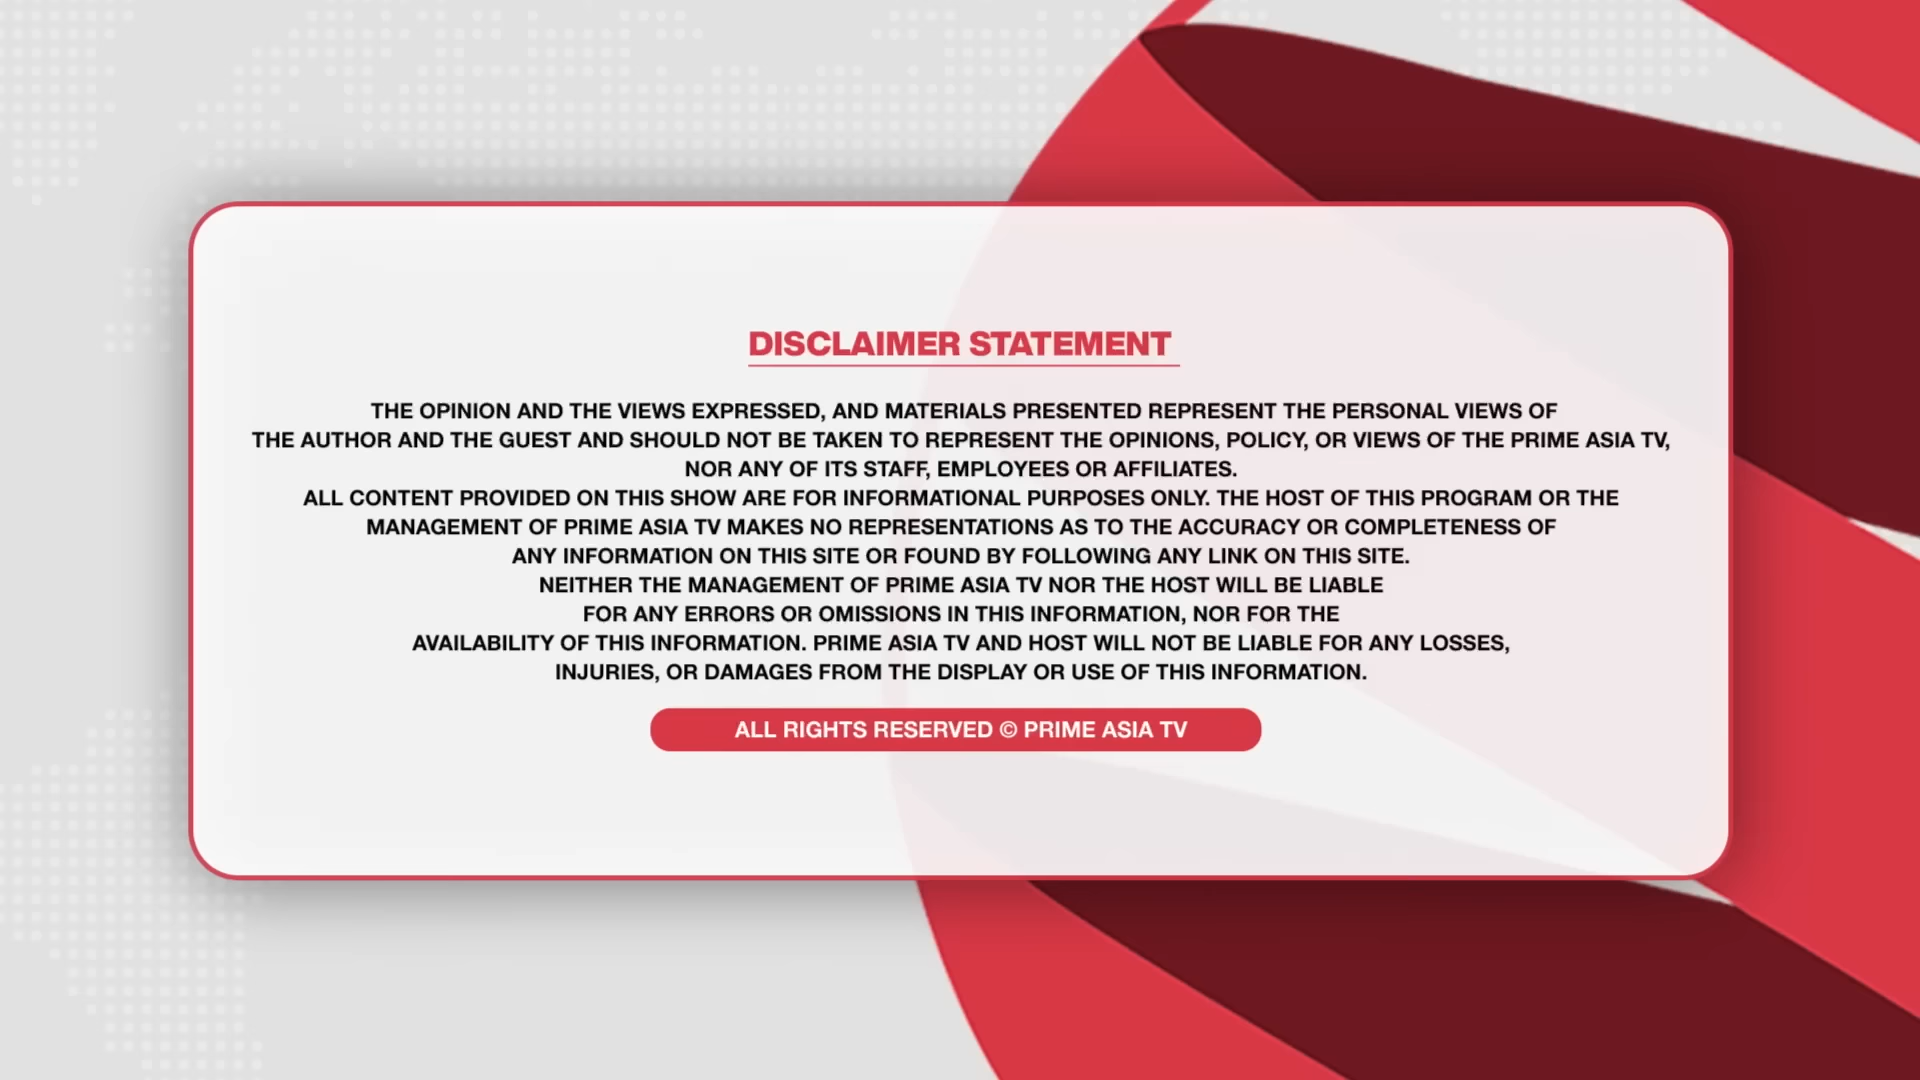 DISCLAIMER STATEMENT
THE OPINION AND THE VIEWS EXPRESSED, AND MATERIALS PRESENTED REPRESENT THE PERSONAL VIEWS OF
THE AUTHOR AND THE GUEST AND SHOULD NOT BE TAKEN TO REPRESENT THE OPINIONS, POLICY, OR VIEWS OF THE PRIME ASIA TV,
NOR ANY OF ITS STAFF, EMPLOYEES OR AFFILIATES.
ALL CONTENT PROVIDED ON THIS SHOW ARE FOR INFORMATIONAL PURPOSES ONLY. THE HOST OF THIS PROGRAM OR THE
MANAGEMENT OF PRIME ASIA TV MAKES NO REPRESENTATIONS AS TO THE ACCURACY OR COMPLETENESS OF
ANY INFORMATION ON THIS SITE OR FOUND BY FOLLOWING ANY LINK ON THIS SITE.
NEITHER THE MANAGEMENT OF PRIME ASIA TV NOR THE HOST WILL BE LIABLE
FOR ANY ERRORS OR OMISSIONS IN THIS INFORMATION, NOR FOR THE
AVAILABILITY OF THIS INFORMATION. PRIME ASIA TV AND HOST WILL NOT BE LIABLE FOR ANY LOSSES,
INJURIES, OR DAMAGES FROM THE DISPLAY OR USE OF THIS INFORMATION.
ALL RIGHTS RESERVED © PRIME ASIA TV